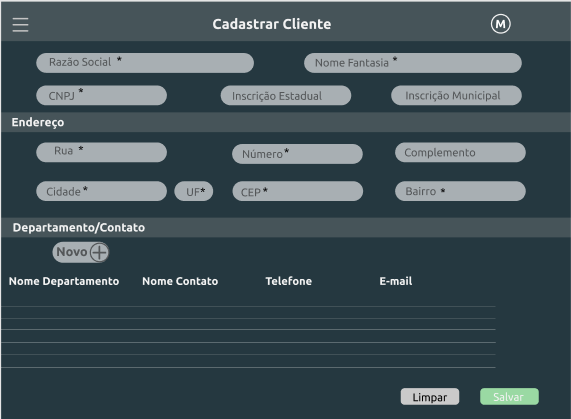 Cadastrar Cliente
M
Razão Social *
Nome Fantasia *
CNPJ *
Inscrição Estadual
Inscrição Municipal
Endereço
Rua *
Número *
Complemento
Cidade *
UF*
CEP *
Bairro *
Departamento/Contato
Novo
Nome Departamento
Nome Contato
Telefone
E-mail
Limpar
Salvar